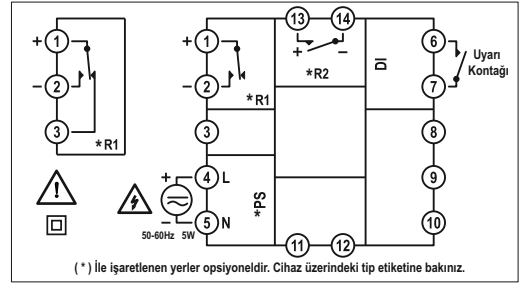 1
+
2
−
3
*R1
13
14
+
−
*R2
1
+
2
−
*R1
3
4
L
+
5
N
−
50-60Hz 5W
*PS
DI
6
7
Uyarı
Kontağı
8
9
10
11
12
( * ) İle işaretlenen yerler opsiyoneldir. Cihaz üzerindeki tip etiketine bakınız.